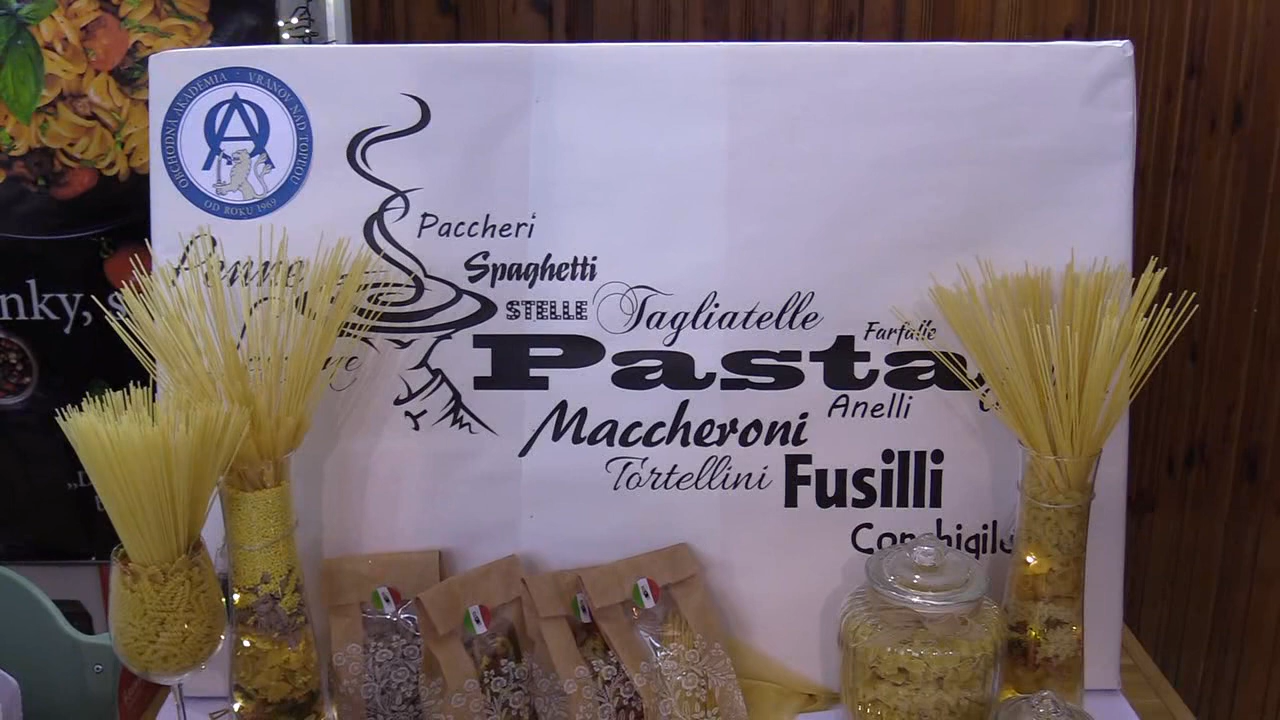 OBCHODNÁ AKADÉMIA · VRANOV NAD TOPĽOU
OD ROKU 1969
Paccheri
Penne
Spaghetti
STELLE
Tagliatelle
Farfalle
Pasta
Anelli
Maccheroni
Tortellini
Fusilli
nky, s